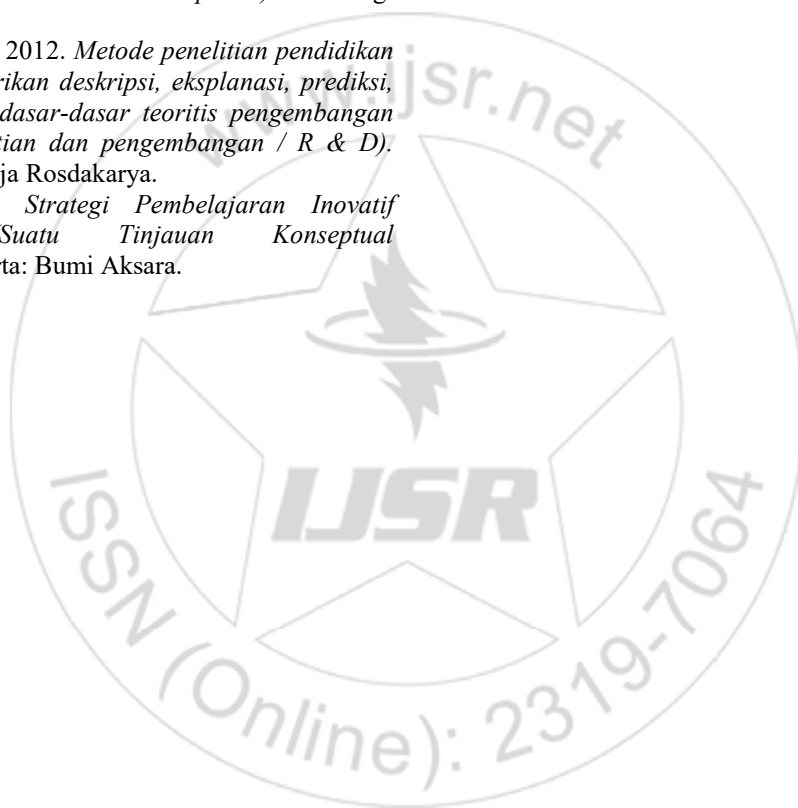 2012. Metode penelitian pendidikan
rikan deskripsi, eksplanasi, prediksi,
dasar-dasar teoritis pengembangan
tian dan pengembangan / R & D).
ja Rosdakarya.
Strategi Pembelajaran Inovatif
Suatu Tinjauan Konseptual
ta: Bumi Aksara.
www.ijsr.net
IJSR
ISSN (Online): 2319-7064